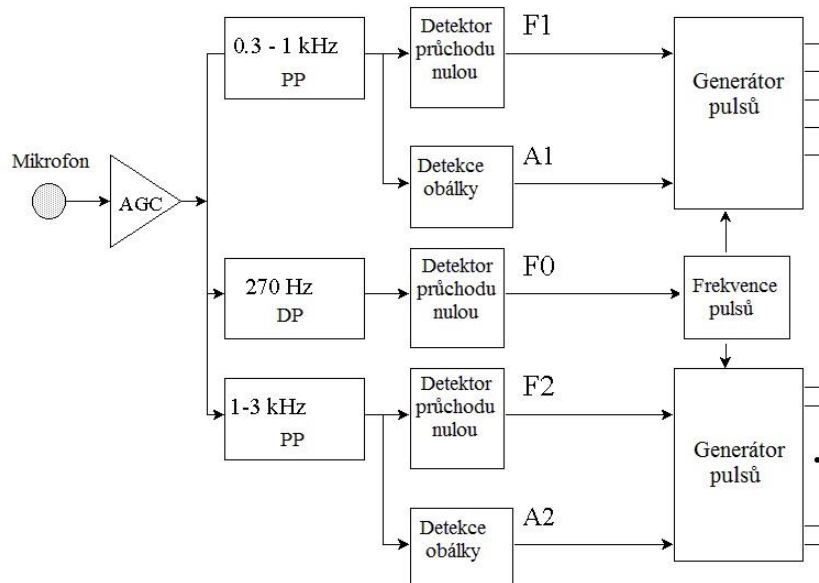 Mikrofon
AGC
0.3 - 1 kHz
PP
Detektor
průchodu
nulou
F1
Detekce
obálky
A1
Generátor
pulsů
270 Hz
DP
Detektor
průchodu
nulou
F0
Frekvence
pulsů
1-3 kHz
PP
Detektor
průchodu
nulou
F2
Detekce
obálky
A2
Generátor
pulsů